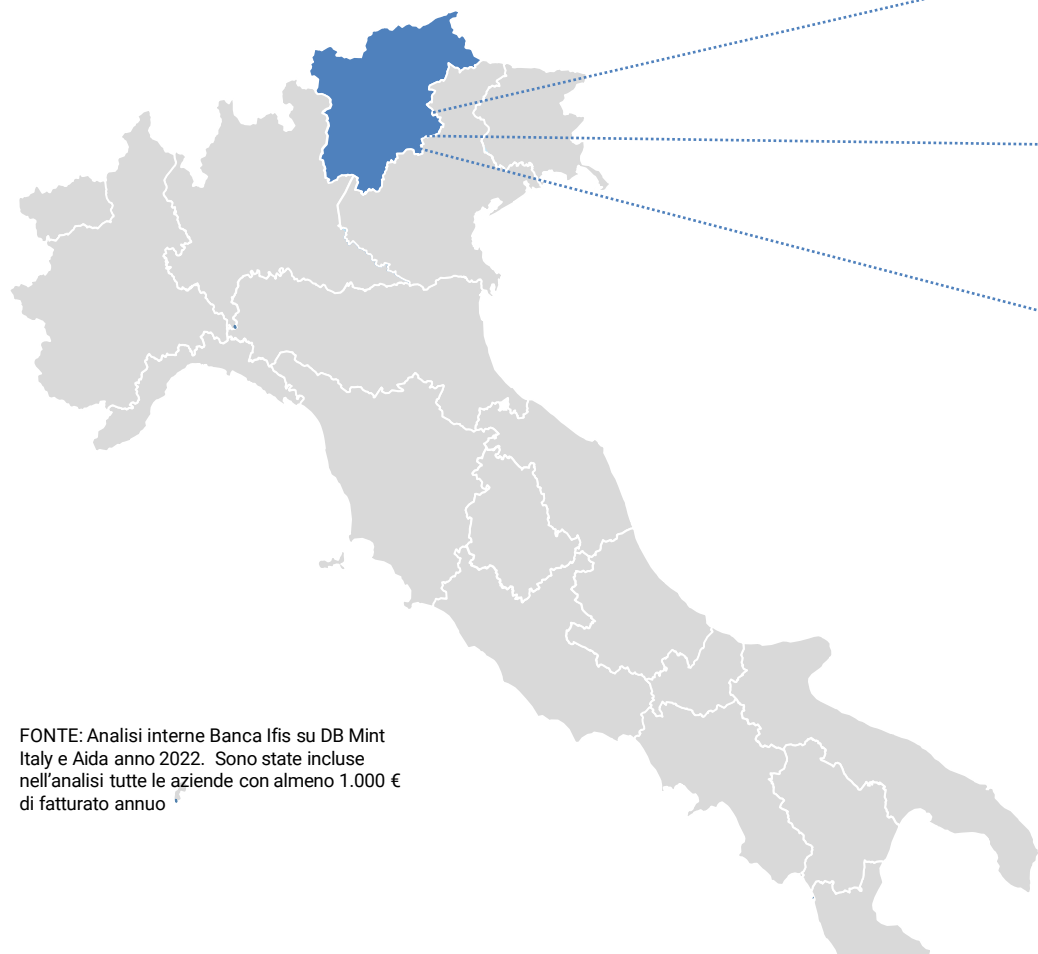 FONTE: Analisi interne Banca Ifis su DB Mint
Italy e Aida anno 2022.  Sono state incluse
nell'analisi tutte le aziende con almeno 1.000 €
di fatturato annuo